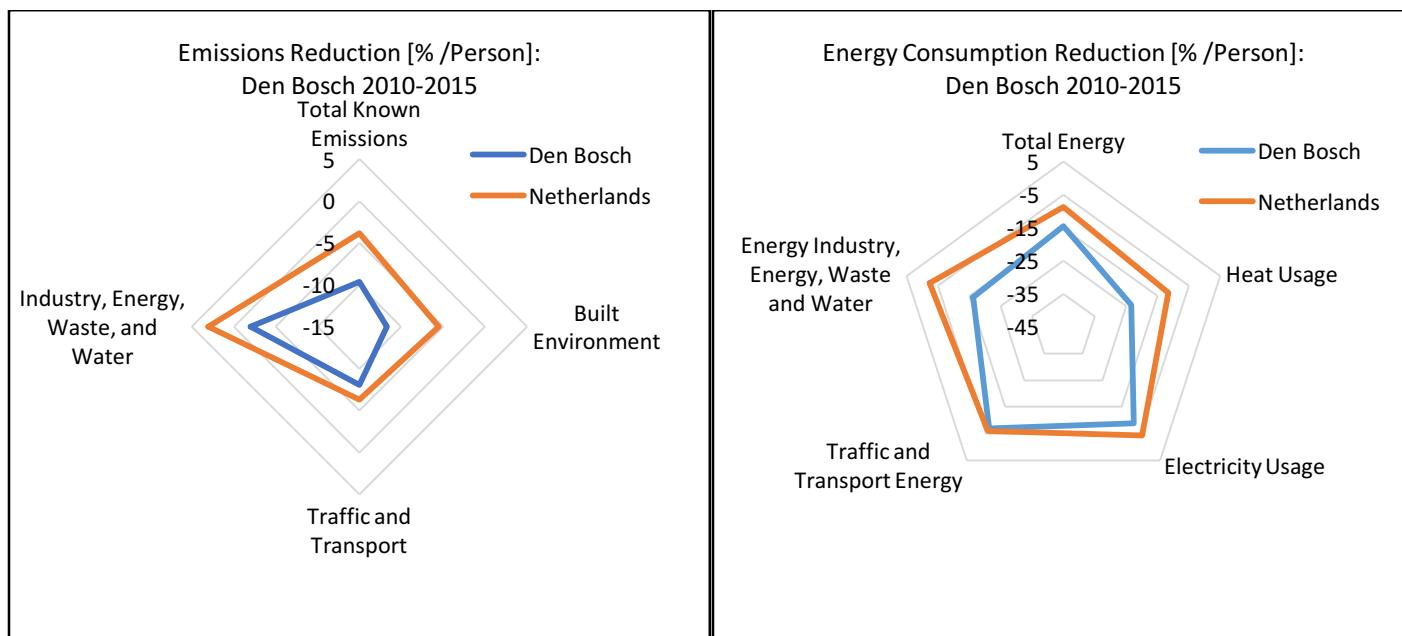 Emissions Reduction [% /Person]:
Den Bosch 2010-2015
Total Known
Emissions
5
0
-5
-10
-15
Den Bosch
Netherlands
Industry, Energy,
Waste, and
Water
Built
Environment
Traffic and
Transport
Energy Consumption Reduction [% /Person]:
Den Bosch 2010-2015
Total Energy
5
-5
-15
-25
-35
-45
Den Bosch
Netherlands
Energy Industry,
Energy, Waste
and Water
Heat Usage
Traffic and
Transport Energy
Electricity Usage